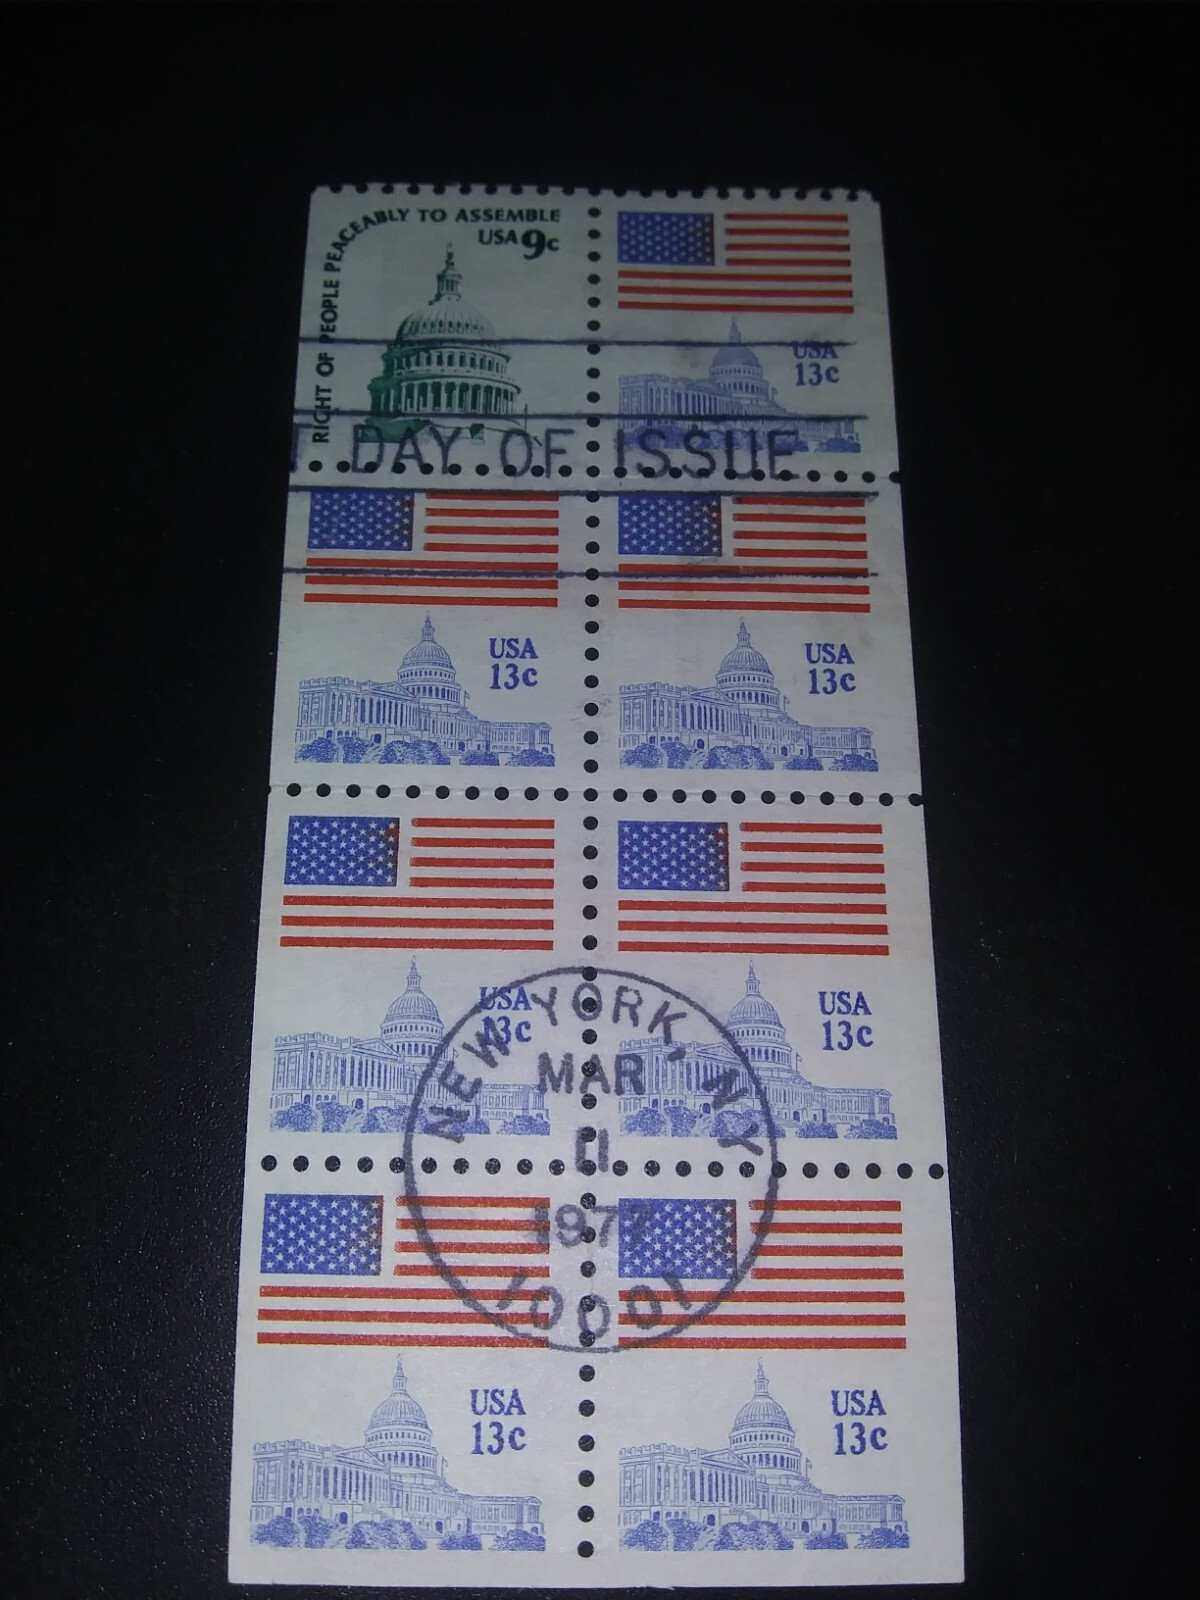 RIGHT OF PEOPLE PEACEABLY TO ASSEMBLE
USA 9c
USA
13c
T DAY OF ISSUE
USA
13c
USA
13c
USA
13c
USA
13c
NEW YORK, NY
MAR
11
1977
10001
USA
13c
USA
13c